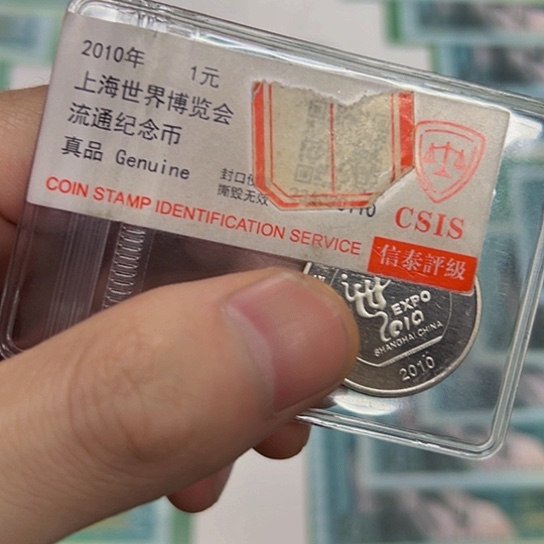 2010年 1元
上海世界博览会
流通纪念币
真品 Genuine
封口
撕毁无效
COIN STAMP IDENTIFICATION SERVICE
CSIS
信泰評級
EXPO
2010
SHANGHAI CHINA
2010